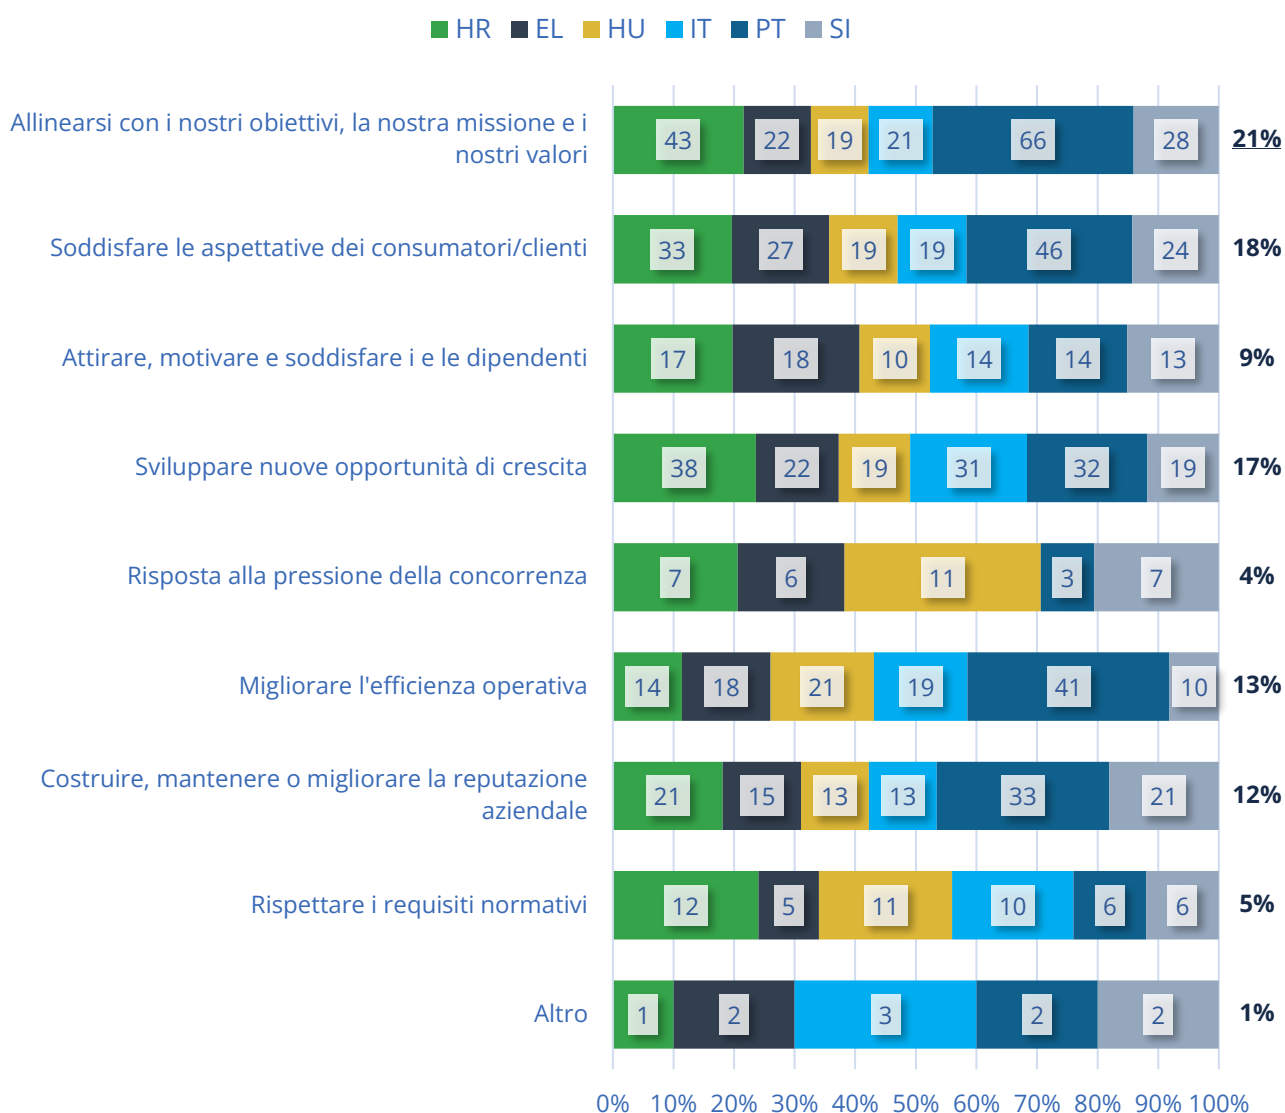 HR EL HU IT PT SI
Allinearsi con i nostri obiettivi, la nostra missione e i
nostri valori
43 22 19 21 66 28 21%
Soddisfare le aspettative dei consumatori/clienti 33 27 19 19 46 24 18%
Attirare, motivare e soddisfare i e le dipendenti 17 18 10 14 14 13 9%
Sviluppare nuove opportunità di crescita 38 22 19 31 32 19 17%
Risposta alla pressione della concorrenza 7 6 11 3 7 4%
Migliorare l'efficienza operativa 14 18 21 19 41 10 13%
Costruire, mantenere o migliorare la reputazione
aziendale
21 15 13 13 33 21 12%
Rispettare i requisiti normativi 12 5 11 10 6 6 5%
Altro 1 2 3 2 2 1%
0% 10% 20% 30% 40% 50% 60% 70% 80% 90% 100%